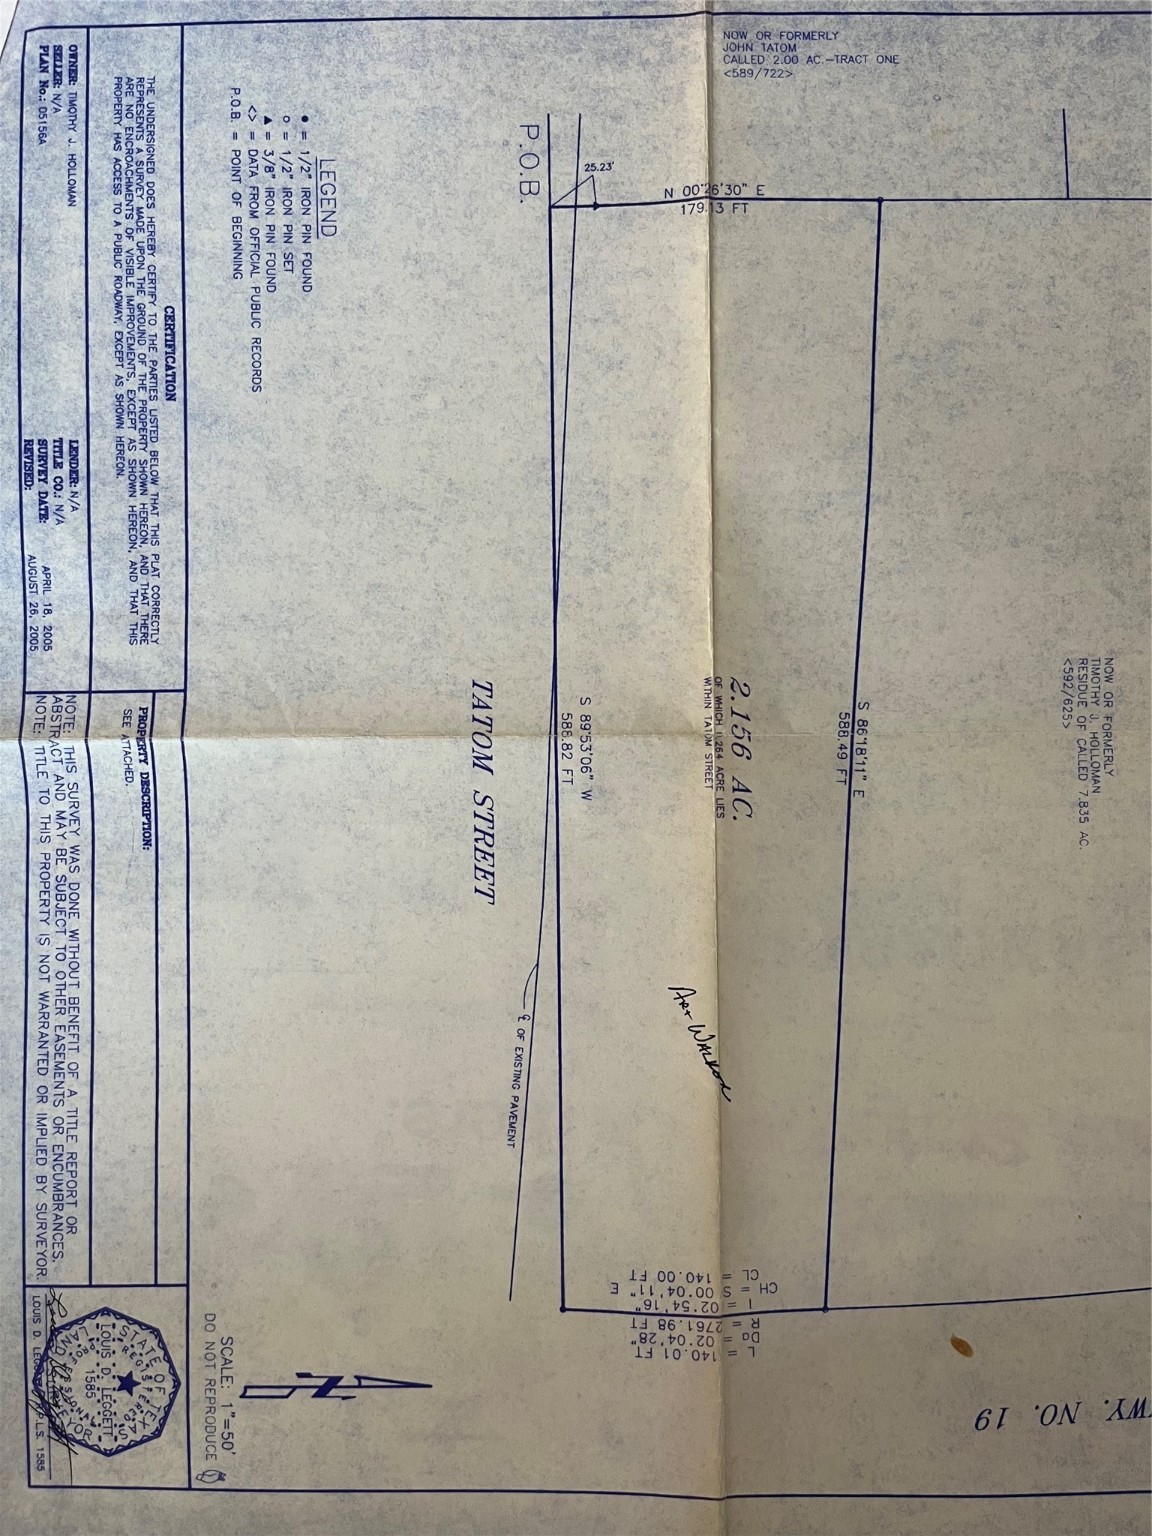 NOW OR FORMERLY
JOHN TATOM
CALLED 2.00 AC.-TRACT ONE
<589/722>
P.O.B.
25.23'
N 00°26'30" E
179.13 FT
S 86°18'11" E
588.49 FT
NOW OR FORMERLY
TIMOTHY J. HOLLOMAN
RESIDUE OF CALLED 7.835 AC.
<592/625>
2.156 AC.
OF WHICH 0.264 ACRE LIES
WITHIN TATOM STREET
S 89°53'06" W
586.82 FT
TATOM STREET
℄ OF EXISTING PAVEMENT
L = 140.01 FT
Da = 02°04'28"
R = 2761.98 FT
I = 02°54'16"
CH = S 00°04'11" E
CL = 140.00 FT
WY. NO. 19
LEGEND
● = 1/2" IRON PIN FOUND
○ = 1/2" IRON PIN SET
▲ = 3/8" IRON PIN FOUND
<> = DATA FROM OFFICIAL PUBLIC RECORDS
P.O.B. = POINT OF BEGINNING
SCALE: 1"=50'
DO NOT REPRODUCE
CERTIFICATION
THE UNDERSIGNED DOES HEREBY CERTIFY TO THE PARTIES LISTED BELOW THAT THIS PLAT CORRECTLY
REPRESENTS A SURVEY MADE UPON THE GROUND OF THE PROPERTY SHOWN HEREON, AND THAT THERE
ARE NO ENCROACHMENTS OF VISIBLE IMPROVEMENTS, EXCEPT AS SHOWN HEREON, AND THAT THIS
PROPERTY HAS ACCESS TO A PUBLIC ROADWAY, EXCEPT AS SHOWN HEREON.
OWNER: TIMOTHY J. HOLLOMAN
SELLER: N/A
PLAN No.: 05156A
LENDER: N/A
TITLE CO.: N/A
SURVEY DATE: APRIL 18, 2005
REVISED: AUGUST 26, 2005
PROPERTY DESCRIPTION:
SEE ATTACHED.
NOTE: THIS SURVEY WAS DONE WITHOUT BENEFIT OF A TITLE REPORT OR
ABSTRACT AND MAY BE SUBJECT TO OTHER EASEMENTS OR ENCUMBRANCES.
NOTE: TITLE TO THIS PROPERTY IS NOT WARRANTED OR IMPLIED BY SURVEYOR.
STATE OF TEXAS
REGISTERED
LOUIS D. LEGGETT
1585
PROFESSIONAL
LAND SURVEYOR
LOUIS D. LEGGETT, R.P.L.S. 1585